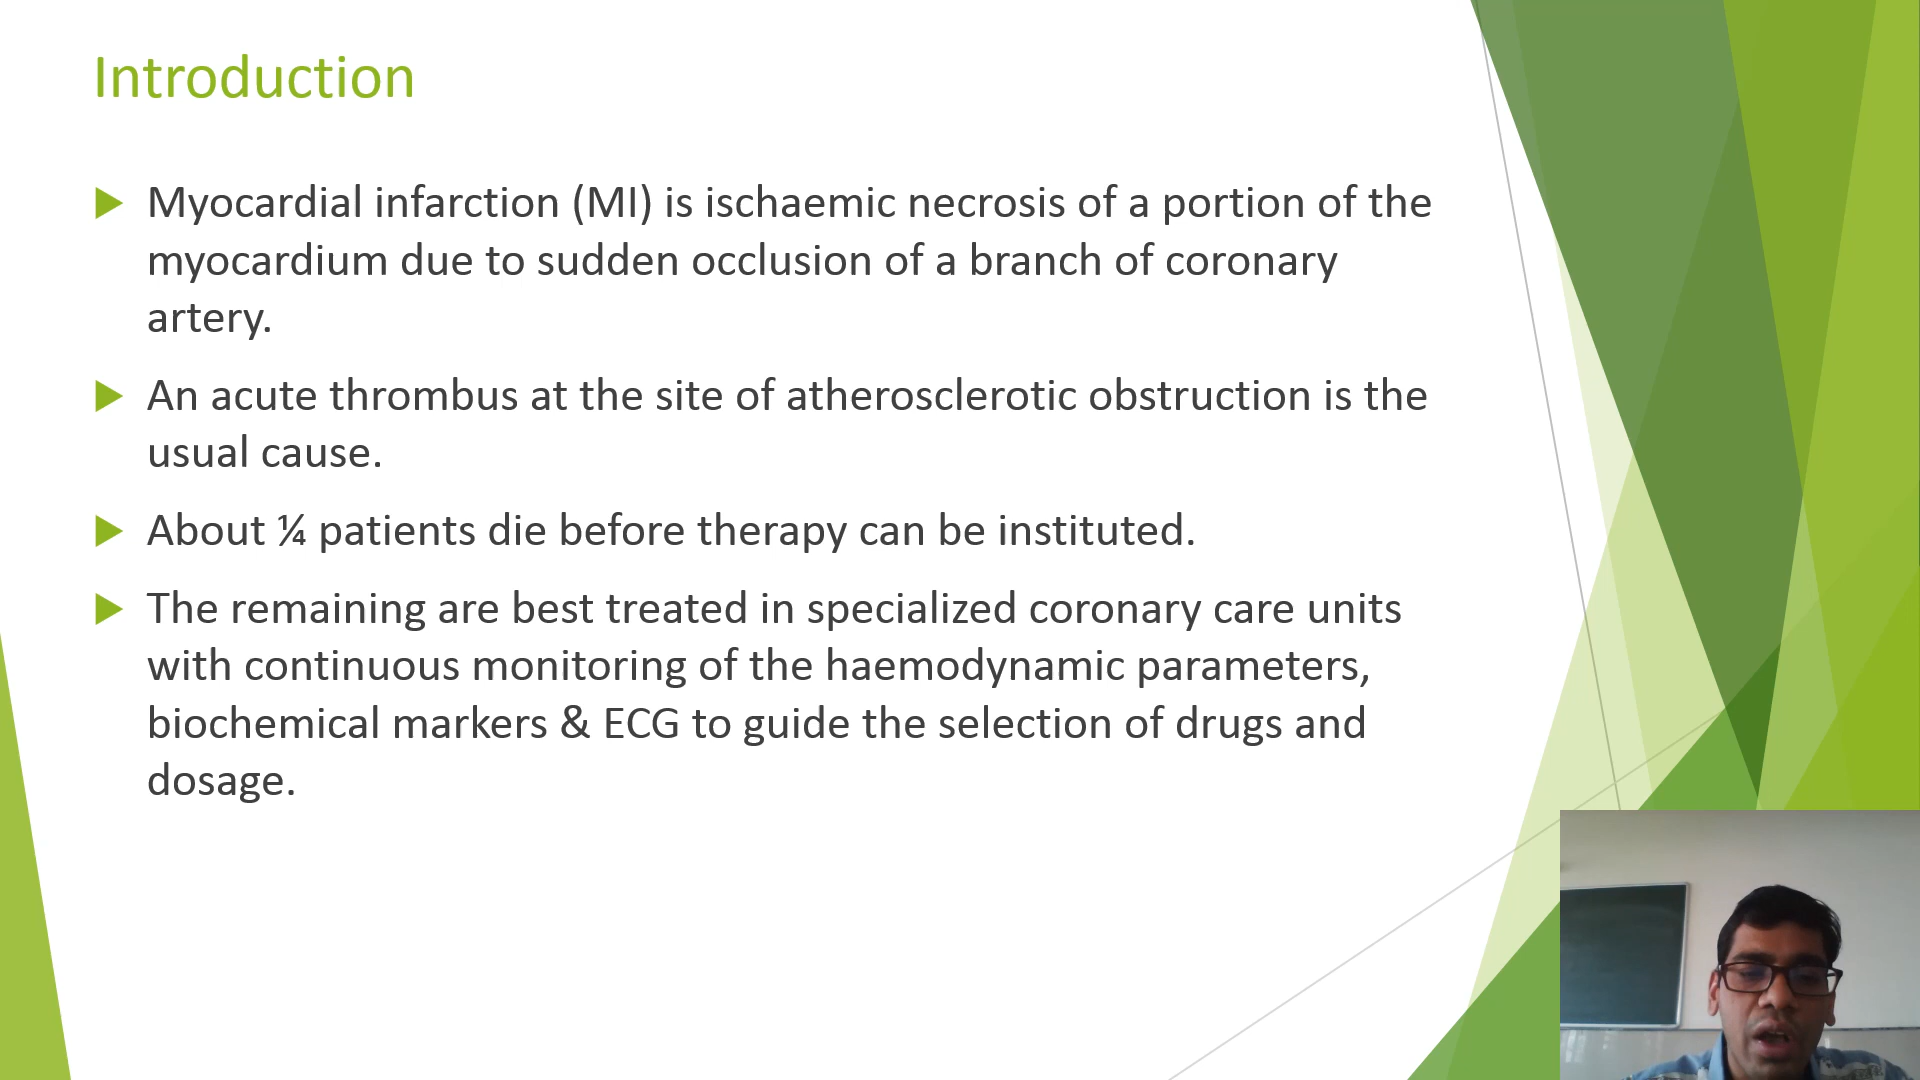 Introduction
Myocardial infarction (MI) is ischaemic necrosis of a portion of the
myocardium due to sudden occlusion of a branch of coronary
artery.
An acute thrombus at the site of atherosclerotic obstruction is the
usual cause.
About ¼ patients die before therapy can be instituted.
The remaining are best treated in specialized coronary care units
with continuous monitoring of the haemodynamic parameters,
biochemical markers & ECG to guide the selection of drugs and
dosage.